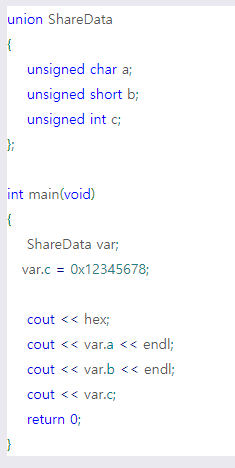 union ShareData
{
unsigned char a;
unsigned short b;
unsigned int c;
};
int main(void)
{
ShareData var;
var.c = 0x12345678;
cout << hex;
cout << var.a << endl;
cout << var.b << endl;
cout << var.c;
return 0;
}